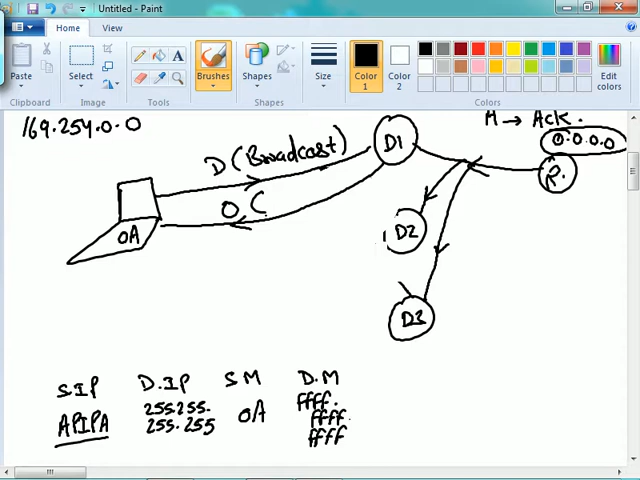 Untitled - Paint
Home
View
Paste
Select
Brushes
Shapes
Size
Color 1
Color 2
Edit colors
Clipboard
Image
Tools
Colors
169.254.0.0
M → Ack.
0.0.0.0
D (Broadcast)
D1
R
O (
OA
D2
D3
SIP D.IP SM D.M
APIPA 255.255. OA ffff.
255.255 ffff.
ffff